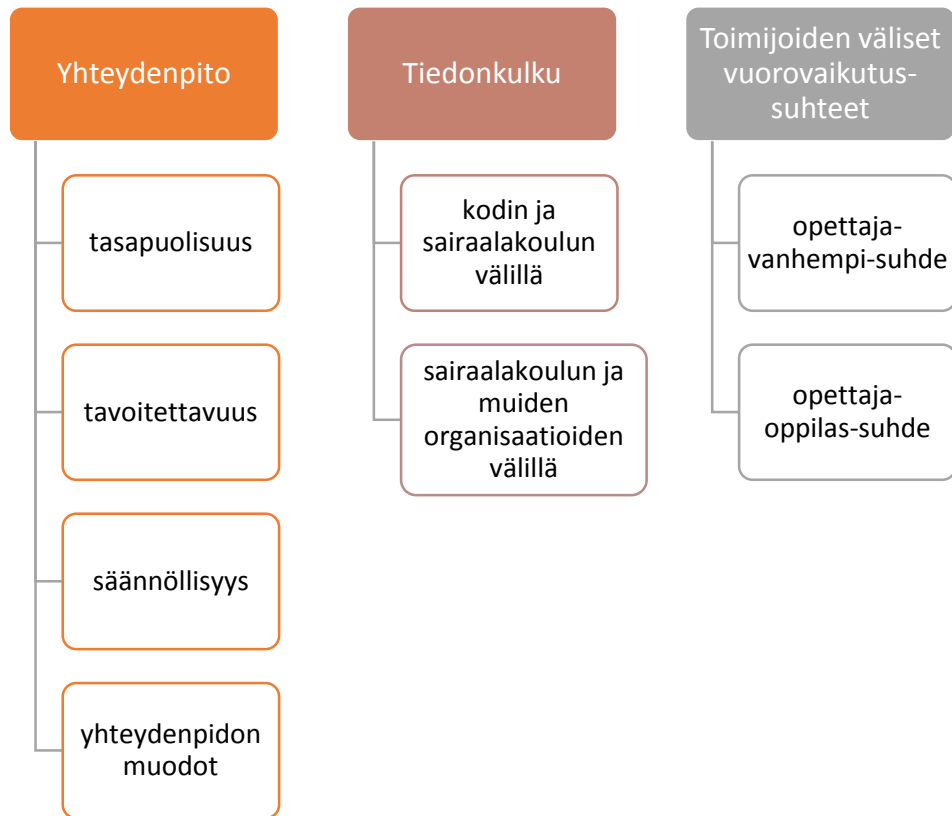 Yhteydenpito
tasapuolisuus
tavoitettavuus
säännöllisyys
yhteydenpidon
muodot
Tiedonkulku
kodin ja
sairaalakoulun
välillä
sairaalakoulun ja
muiden
organisaatioiden
välillä
Toimijoiden väliset
vuorovaikutus-
suhteet
opettaja-
vanhempi-suhde
opettaja-
oppilas-suhde